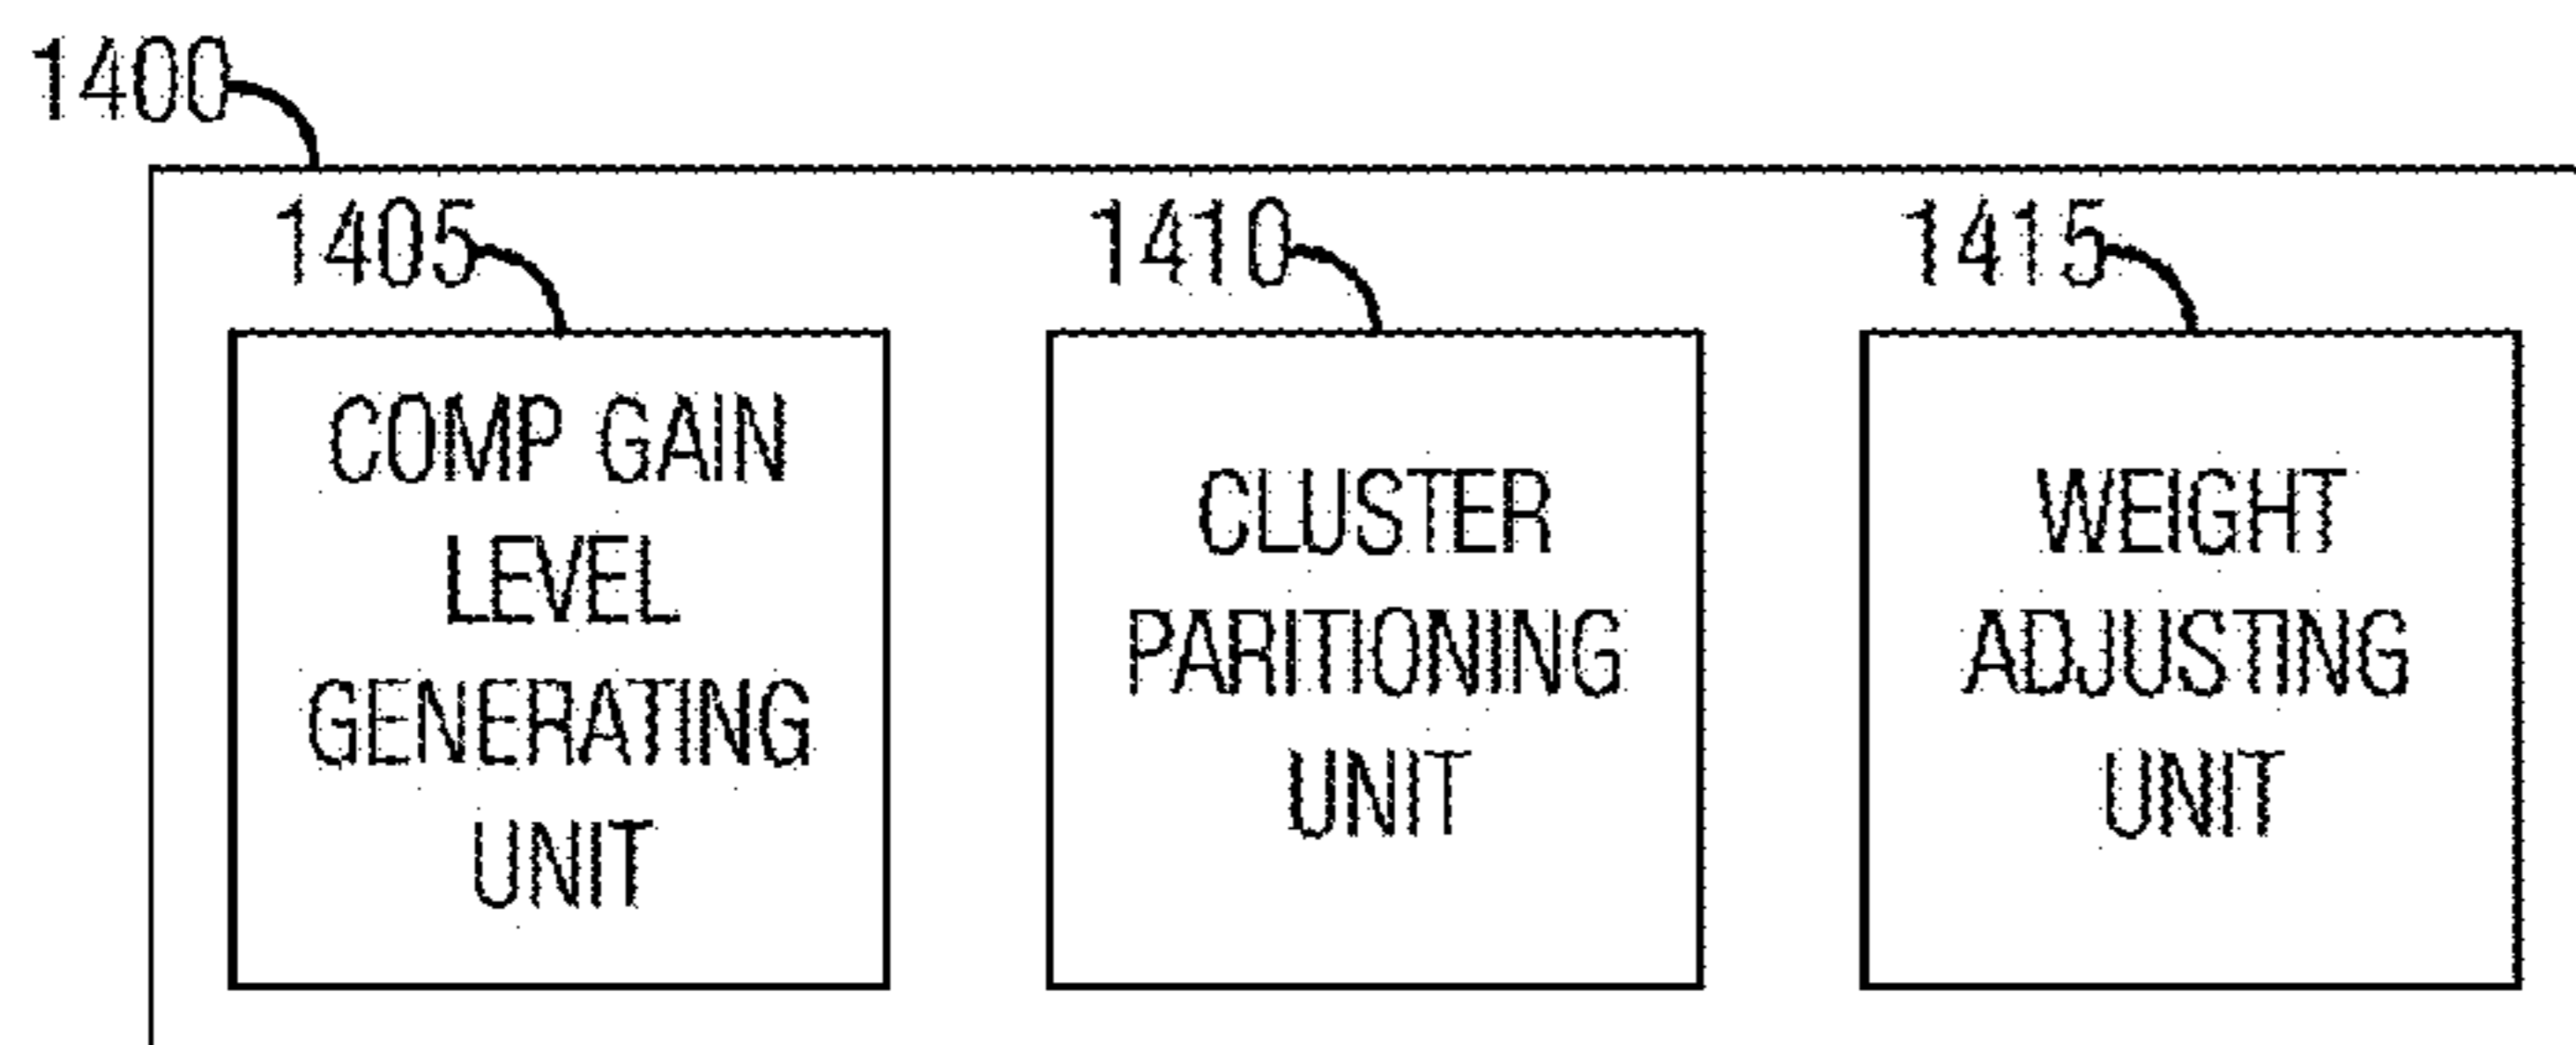 1400
1405
1410
1415
COMP GAIN
LEVEL
GENERATING
UNIT
CLUSTER
PARITIONING
UNIT
WEIGHT
ADJUSTING
UNIT